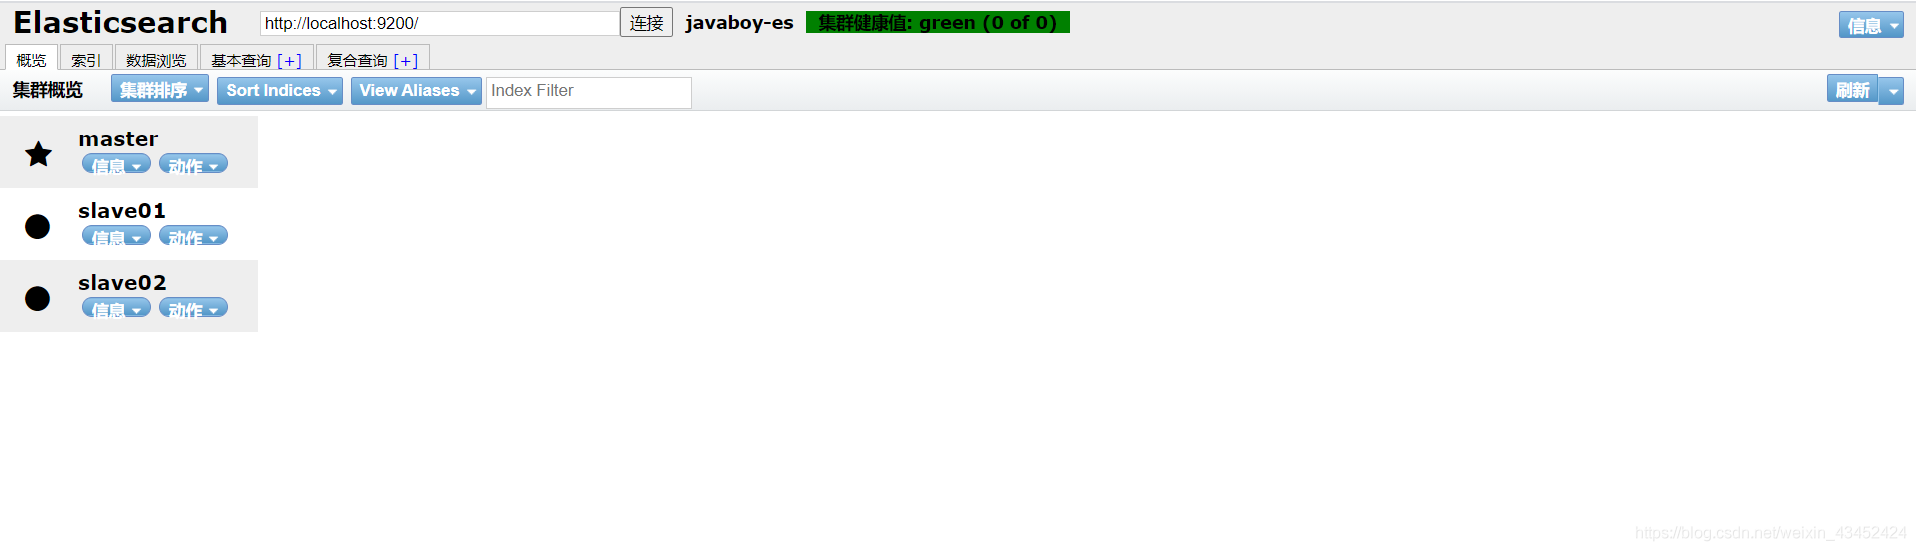 Elasticsearch http://localhost:9200/ 连接 javaboy-es 集群健康值: green (0 of 0) 信息
概览 索引 数据浏览 基本查询 [+] 复合查询 [+]
集群概览 集群排序 Sort Indices View Aliases Index Filter 刷新
master
信息 动作
slave01
信息 动作
slave02
信息 动作
https://blog.csdn.net/weixin_43452424